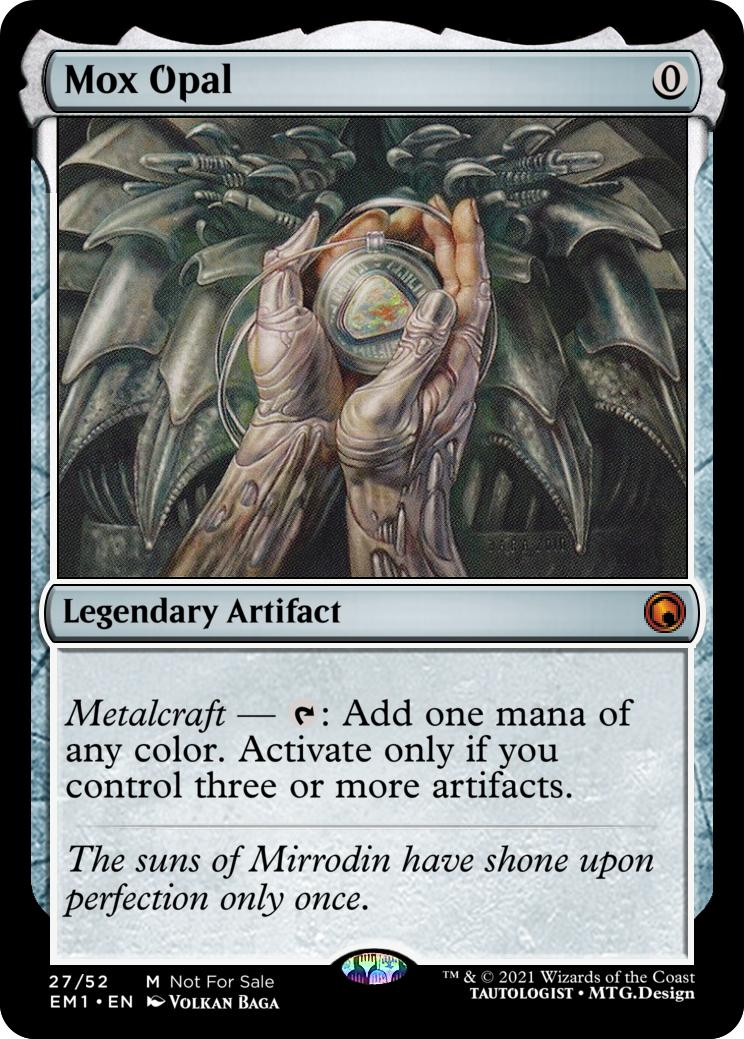 Mox Opal 0
Legendary Artifact
Metalcraft — : Add one mana of
any color. Activate only if you
control three or more artifacts.
The suns of Mirrodin have shone upon
perfection only once.
27/52 M Not For Sale
EM1 • EN VOLKAN BAGA
™ & © 2021 Wizards of the Coast
TAUTOLOGIST • MTG.Design